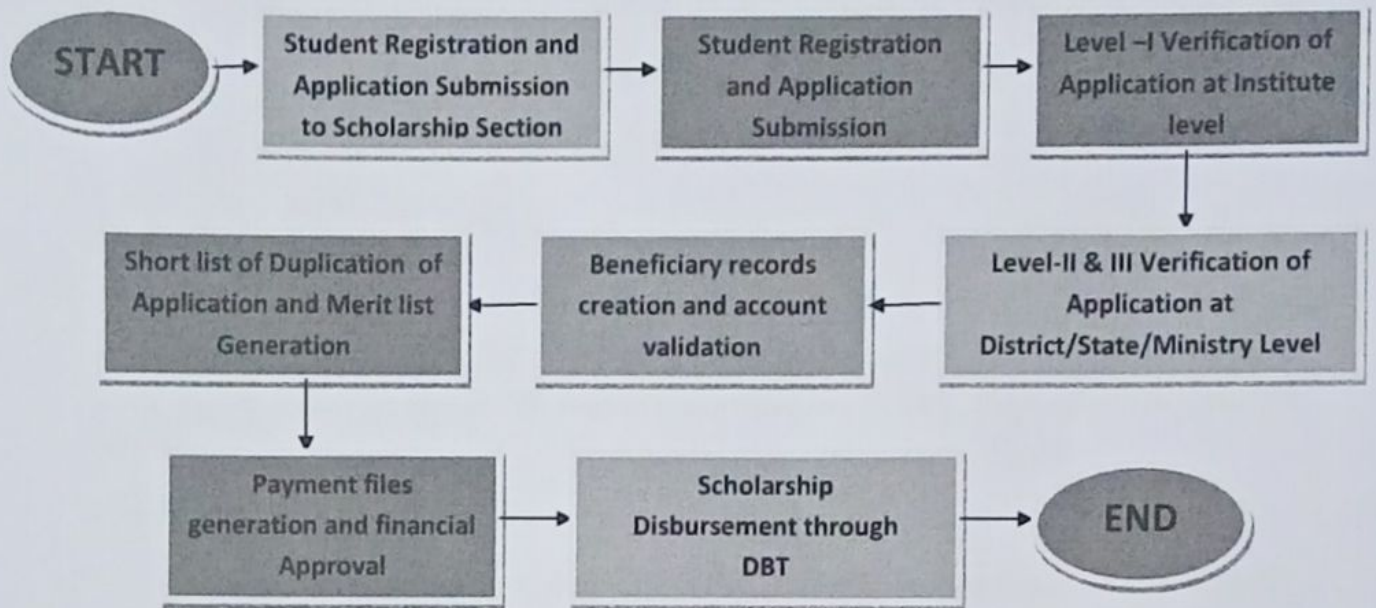 START
Student Registration and
Application Submission
to Scholarship Section
Student Registration
and Application
Submission
Level –I Verification of
Application at Institute
level
Level-II & III Verification of
Application at
District/State/Ministry Level
Beneficiary records
creation and account
validation
Short list of Duplication of
Application and Merit list
Generation
Payment files
generation and financial
Approval
Scholarship
Disbursement through
DBT
END